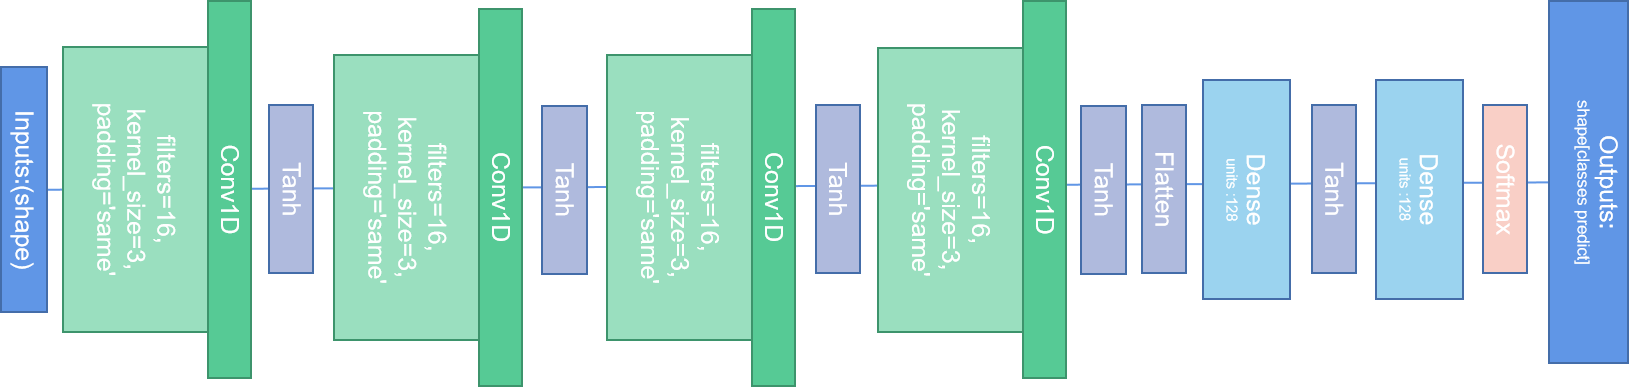 Inputs:(shape)
filters=16,
kernel_size=3,
padding='same'
Conv1D
Tanh
filters=16,
kernel_size=3,
padding='same'
Conv1D
Tanh
filters=16,
kernel_size=3,
padding='same'
Conv1D
Tanh
filters=16,
kernel_size=3,
padding='same'
Conv1D
Tanh
Flatten
Dense
units :128
Tanh
Dense
units :128
Softmax
Outputs:
shape[classes predict]